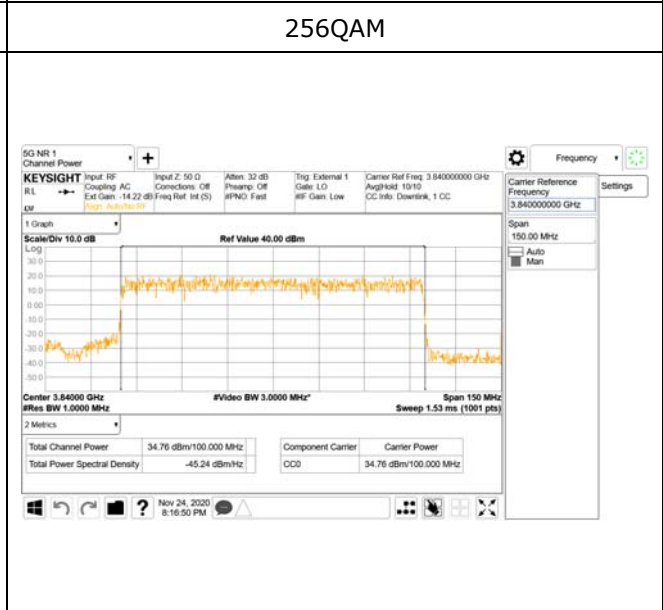 256QAM
5G NR 1
Channel Power
Frequency
KEYSIGHT Input: RF Input Z: 50 Ω Atten: 32 dB Trig: External 1 Carrier Ref Freq: 3.840000000 GHz
RL Coupling: AC Corrections: Off Preamp: Off Gate: LO Avg|Hold: 10/10
Ext Gain: -14.22 dB Freq Ref: Int (S) #PNO: Fast #IF Gain: Low CC Info: Downlink, 1 CC
Align: Auto/No RF
Carrier Reference
Frequency
3.840000000 GHz
Settings
Span
150.00 MHz
Auto
Man
1 Graph
Scale/Div 10.0 dB Ref Value 40.00 dBm
Log
30.0
20.0
10.0
0.00
-10.0
-20.0
-30.0
-40.0
-50.0
Center 3.84000 GHz #Video BW 3.0000 MHz* Span 150 MHz
#Res BW 1.0000 MHz Sweep 1.53 ms (1001 pts)
2 Metrics
Total Channel Power 34.76 dBm/100.000 MHz Component Carrier Carrier Power
Total Power Spectral Density -45.24 dBm/Hz CC0 34.76 dBm/100.000 MHz
? Nov 24, 2020
8:16:50 PM